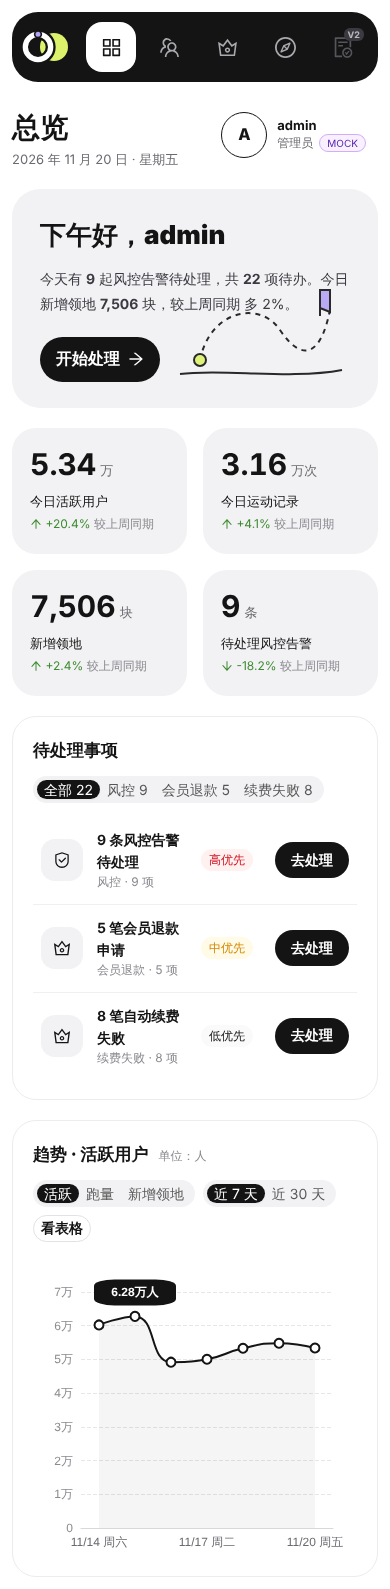 V2
总览
2026 年 11 月 20 日 · 星期五
A
admin
管理员 MOCK
下午好，admin
今天有 9 起风控告警待处理，共 22 项待办。今日
新增领地 7,506 块，较上周同期 多 2%。
开始处理
5.34 万
今日活跃用户
+20.4% 较上周同期
3.16 万次
今日运动记录
+4.1% 较上周同期
7,506 块
新增领地
+2.4% 较上周同期
9 条
待处理风控告警
-18.2% 较上周同期
待处理事项
全部 22 风控 9 会员退款 5 续费失败 8
9 条风控告警
待处理
风控 · 9 项
高优先
去处理
5 笔会员退款
申请
会员退款 · 5 项
中优先
去处理
8 笔自动续费
失败
续费失败 · 8 项
低优先
去处理
趋势 · 活跃用户 单位：人
活跃 跑量 新增领地 近 7 天 近 30 天
看表格
7万
6.28万人
6万
5万
4万
3万
2万
1万
0
11/14 周六 11/17 周二 11/20 周五